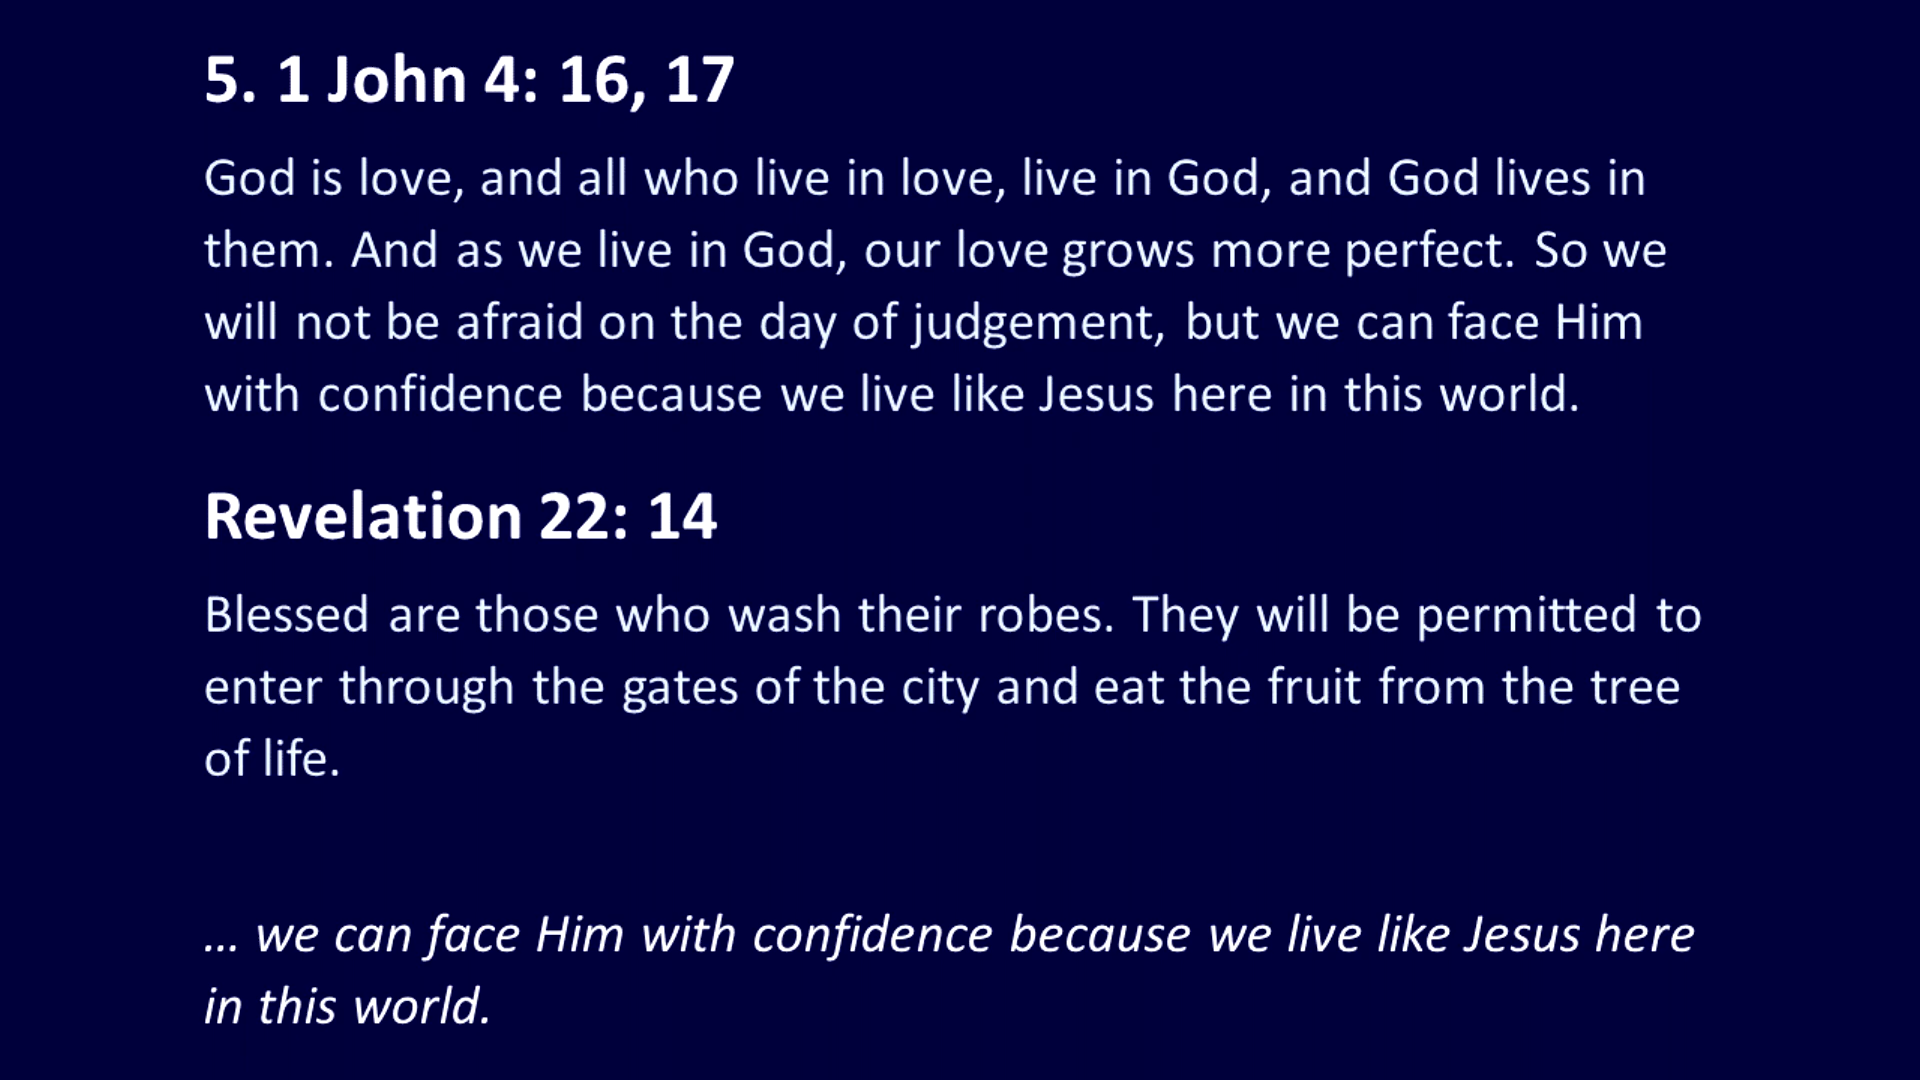 5. 1 John 4: 16, 17
God is love, and all who live in love, live in God, and God lives in
them. And as we live in God, our love grows more perfect. So we
will not be afraid on the day of judgement, but we can face Him
with confidence because we live like Jesus here in this world.
Revelation 22: 14
Blessed are those who wash their robes. They will be permitted to
enter through the gates of the city and eat the fruit from the tree
of life.
... we can face Him with confidence because we live like Jesus here
in this world.